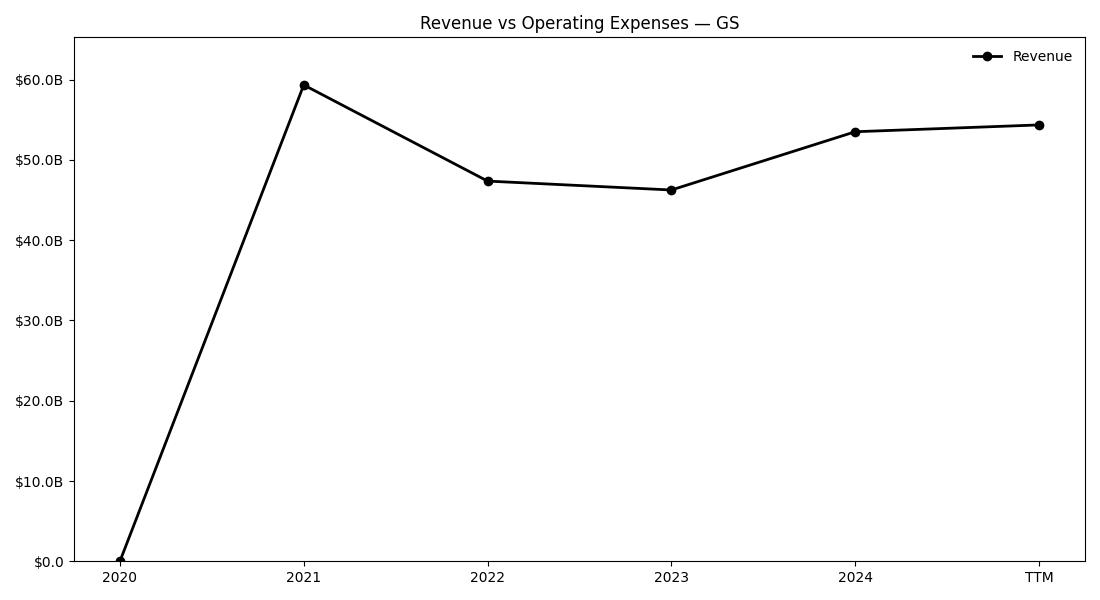 Revenue vs Operating Expenses — GS
Revenue
$60.0B
$50.0B
$40.0B
$30.0B
$20.0B
$10.0B
$0.0
2020 2021 2022 2023 2024 TTM